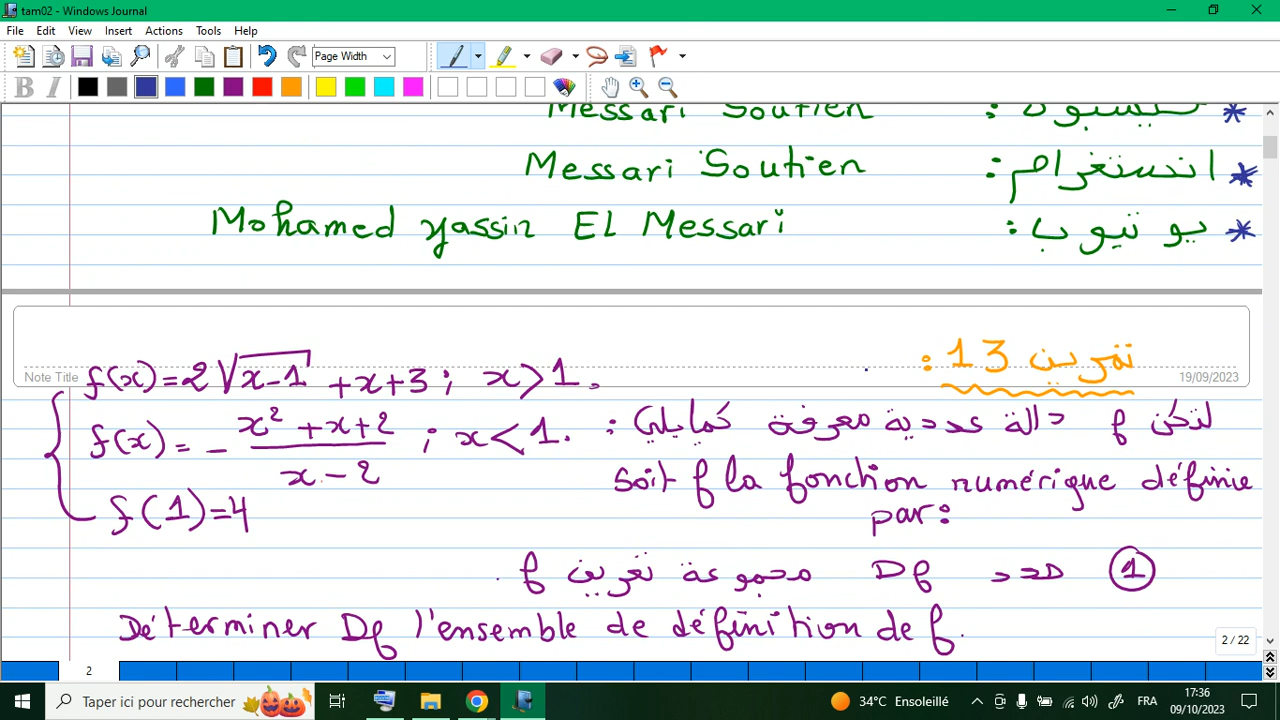 tam02 - Windows Journal
File Edit View Insert Actions Tools Help
Page Width
Messari Soutien :
* انستغرام : Messari Soutien
* يوتيوب : Mohamed yassin EL Messari
تمرين 13 :
Note Title
19/09/2023
لتكن f دالة عددية معرفة كمايلي :
f(x)=2√(x-1) +x+3 ; x>1.
f(x)= - (x² +x+2)/(x-2) ; x<1.
f(1)=4
soit f la fonction numérique définie
par:
① حدد Df مجموعة تعريف f.
Déterminer Df l'ensemble de définition de f.
2 / 22
2
Taper ici pour rechercher
34°C Ensoleillé
FRA
17:36
09/10/2023